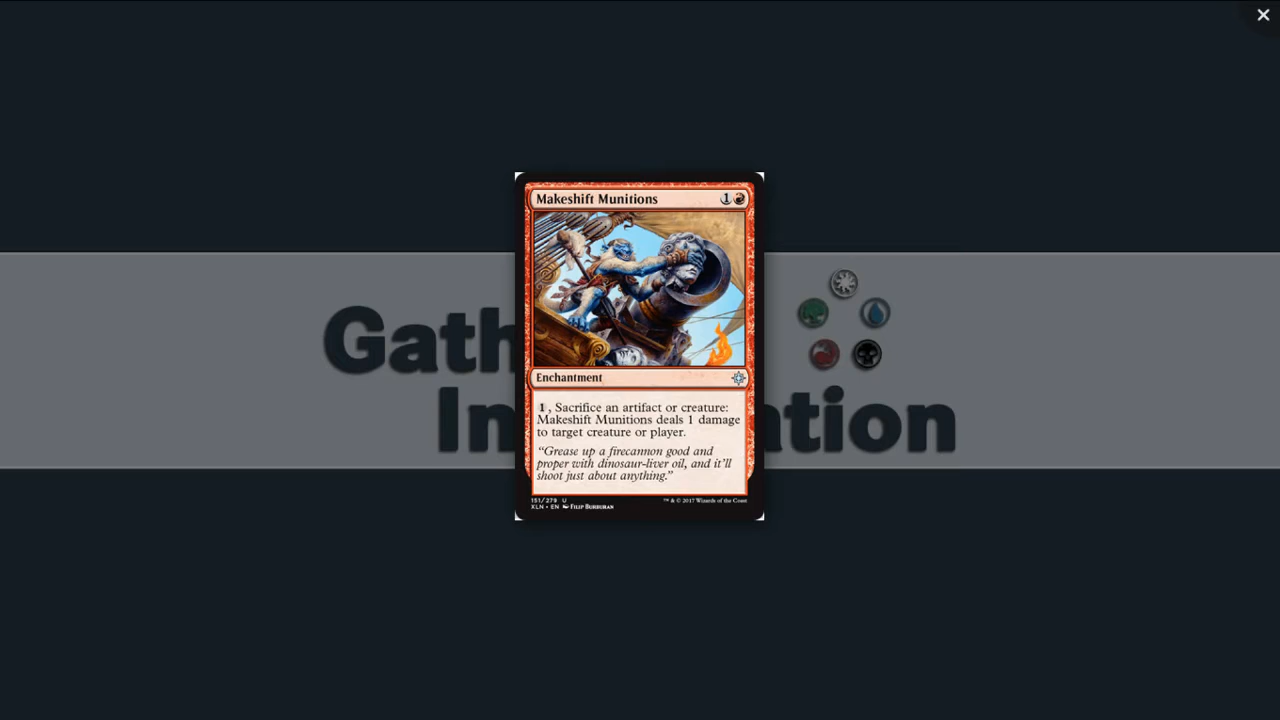 Makeshift Munitions 1
Gath
In ation
Enchantment
1, Sacrifice an artifact or creature:
Makeshift Munitions deals 1 damage
to target creature or player.
“Grease up a firecannon good and
proper with dinosaur-liver oil, and it’ll
shoot just about anything.”
151/279 U
XLN • EN Filip Burburan
™ & © 2017 Wizards of the Coast